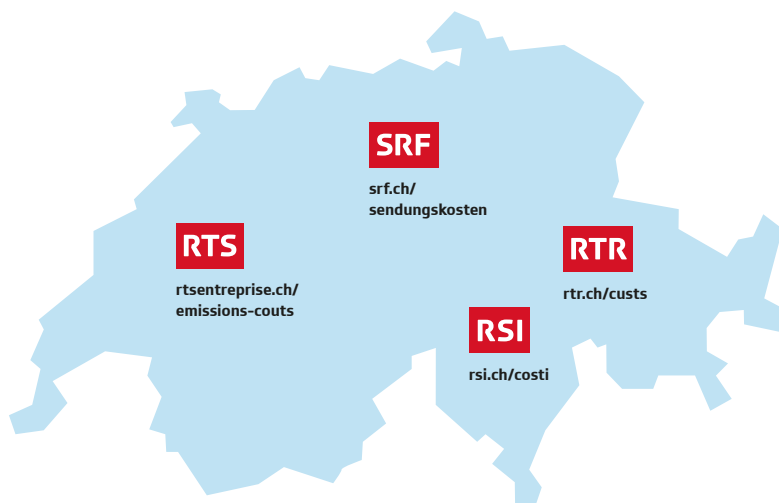 SRF
srf.ch/
sendungskosten
RTS
rtsentreprise.ch/
emissions-couts
RTR
rtr.ch/custs
RSI
rsi.ch/costi